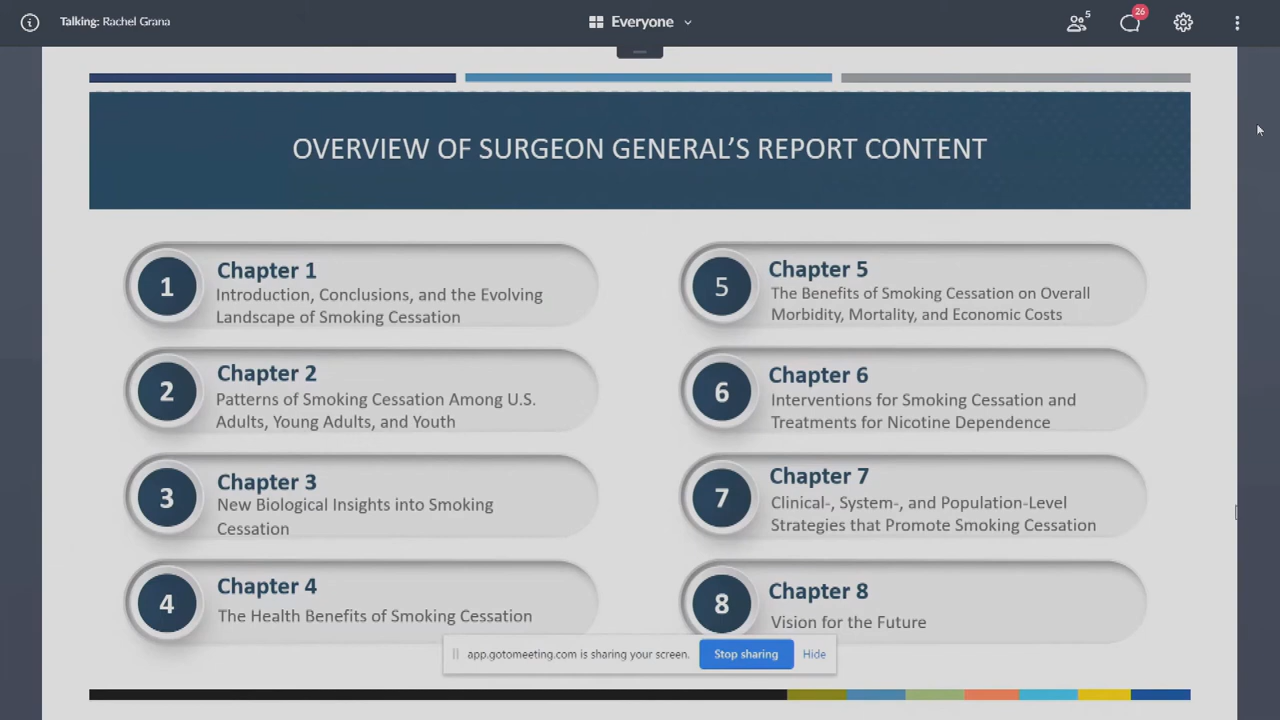 Talking: Rachel Grana
Everyone
5
26
OVERVIEW OF SURGEON GENERAL'S REPORT CONTENT
1
Chapter 1
Introduction, Conclusions, and the Evolving
Landscape of Smoking Cessation
2
Chapter 2
Patterns of Smoking Cessation Among U.S.
Adults, Young Adults, and Youth
3
Chapter 3
New Biological Insights into Smoking
Cessation
4
Chapter 4
The Health Benefits of Smoking Cessation
5
Chapter 5
The Benefits of Smoking Cessation on Overall
Morbidity, Mortality, and Economic Costs
6
Chapter 6
Interventions for Smoking Cessation and
Treatments for Nicotine Dependence
7
Chapter 7
Clinical-, System-, and Population-Level
Strategies that Promote Smoking Cessation
8
Chapter 8
Vision for the Future
app.gotomeeting.com is sharing your screen.
Stop sharing
Hide